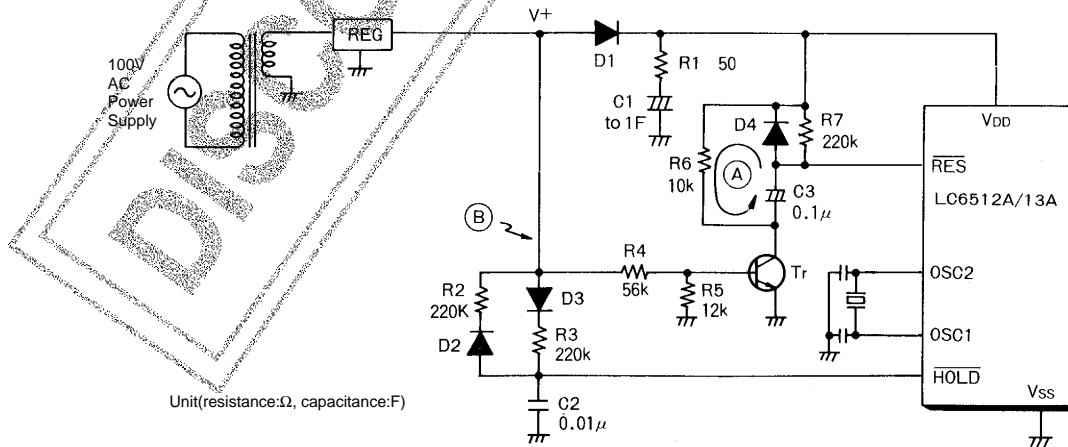 V+
REG
D1
R1 50
100V
AC
Power
Supply
C1
to 1F
VDD
D4
R7
220k
R6
10k
A
RES
C3
0.1μ
LC6512A/13A
B
R4
56k
Tr
OSC2
R2
220K
D3
R5
12k
D2
R3
220k
OSC1
HOLD
Unit(resistance:Ω, capacitance:F)
C2
0.01μ
VSS
DISCO